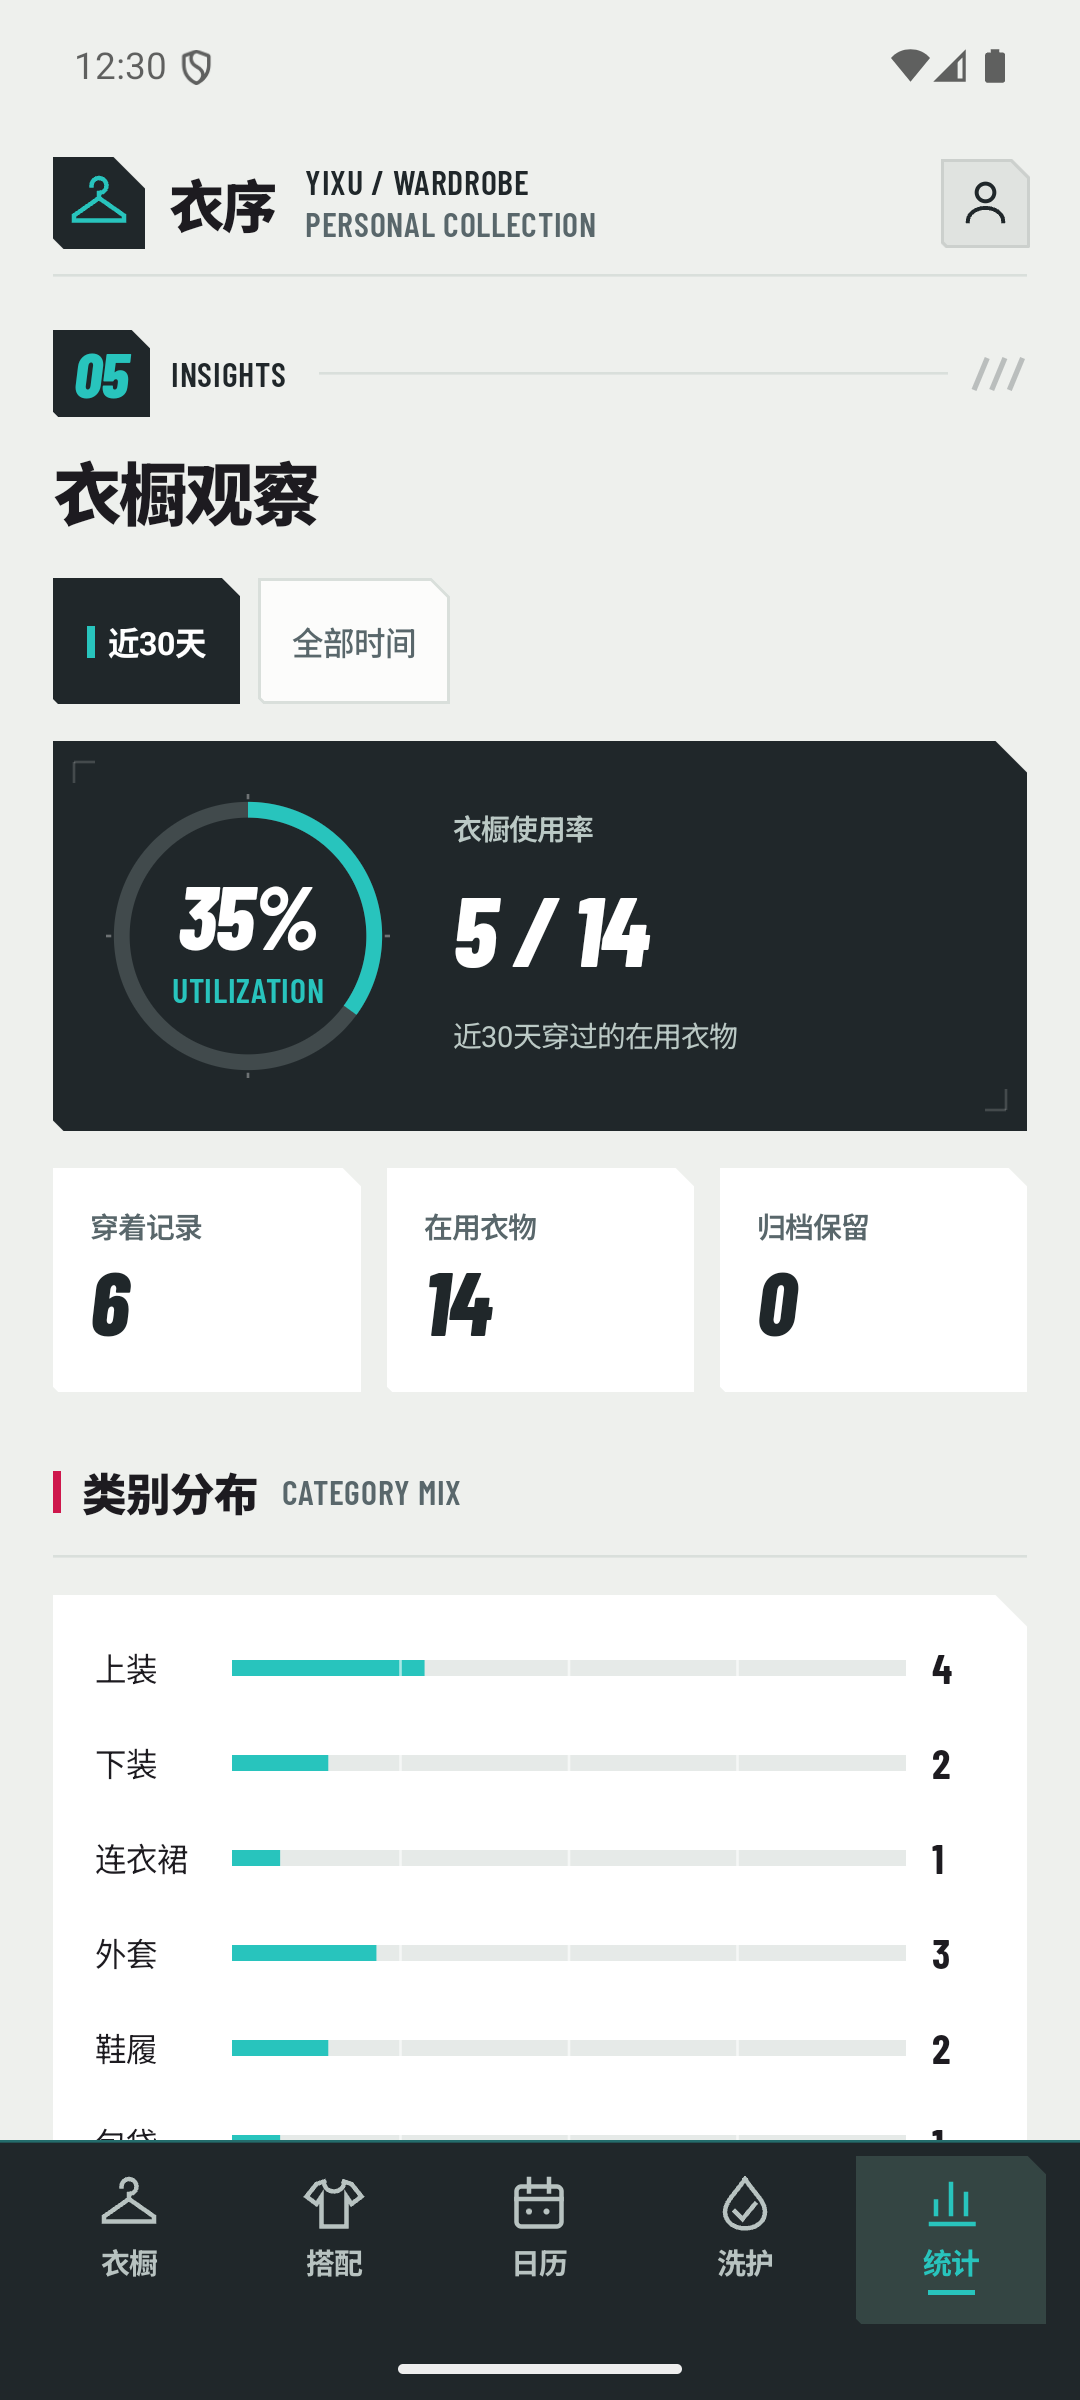 12:30
衣序
YIXU / WARDROBE
PERSONAL COLLECTION
05
INSIGHTS
衣橱观察
近30天
全部时间
35%
UTILIZATION
衣橱使用率
5 / 14
近30天穿过的在用衣物
穿着记录
6
在用衣物
14
归档保留
0
类别分布
CATEGORY MIX
上装
4
下装
2
连衣裙
1
外套
3
鞋履
2
衣橱
搭配
日历
洗护
统计